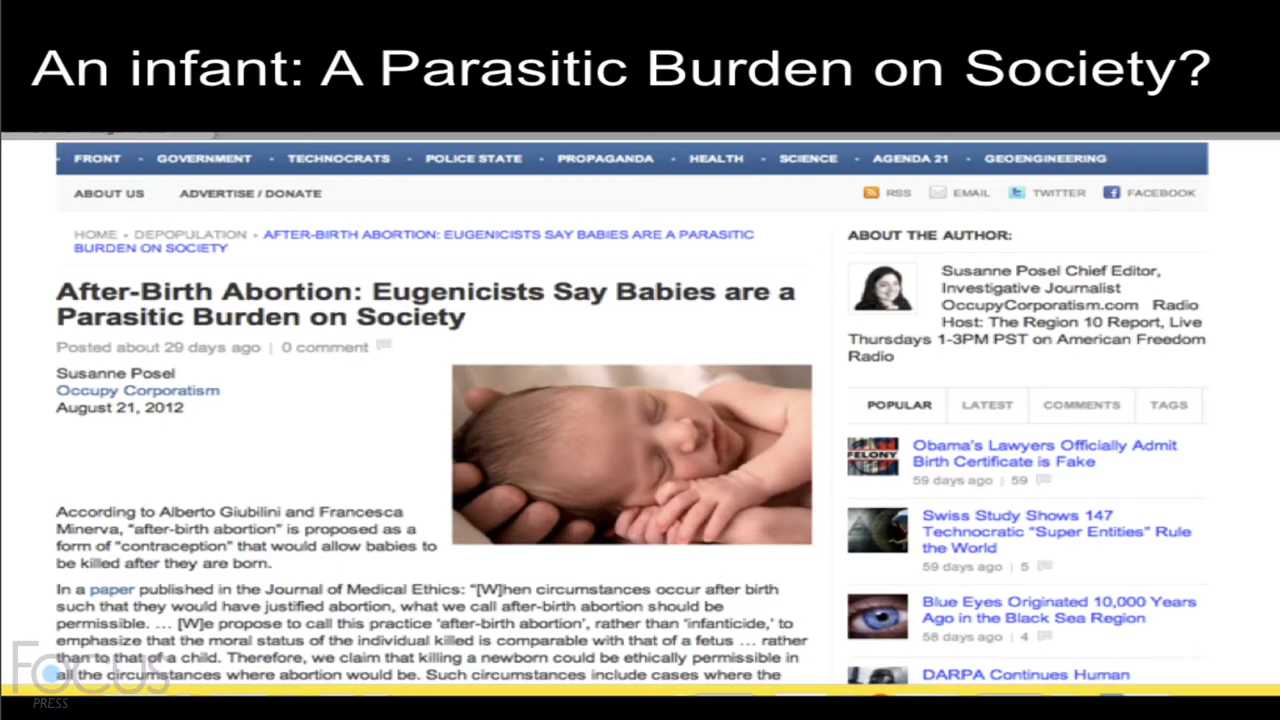 An infant: A Parasitic Burden on Society?
FRONT
GOVERNMENT
TECHNOCRATS
POLICE STATE
PROPAGANDA
HEALTH
SCIENCE
AGENDA 21
GEOENGINEERING
ABOUT US
ADVERTISE / DONATE
RSS
EMAIL
TWITTER
FACEBOOK
HOME • DEPOPULATION • AFTER-BIRTH ABORTION: EUGENICISTS SAY BABIES ARE A PARASITIC
BURDEN ON SOCIETY
After-Birth Abortion: Eugenicists Say Babies are a
Parasitic Burden on Society
Posted about 29 days ago | 0 comment
Susanne Posel
Occupy Corporatism
August 21, 2012
According to Alberto Giubilini and Francesca
Minerva, “after-birth abortion” is proposed as a
form of “contraception” that would allow babies to
be killed after they are born.
In a paper published in the Journal of Medical Ethics: “[W]hen circumstances occur after birth
such that they would have justified abortion, what we call after-birth abortion should be
permissible. … [W]e propose to call this practice ‘after-birth abortion’, rather than ‘infanticide,’ to
emphasize that the moral status of the individual killed is comparable with that of a fetus … rather
than to that of a child. Therefore, we claim that killing a newborn could be ethically permissible in
all the circumstances where abortion would be. Such circumstances include cases where the
ABOUT THE AUTHOR:
Susanne Posel Chief Editor,
Investigative Journalist
OccupyCorporatism.com Radio
Host: The Region 10 Report, Live
Thursdays 1-3PM PST on American Freedom
Radio
POPULAR
LATEST
COMMENTS
TAGS
FELONY
Obama's Lawyers Officially Admit
Birth Certificate is Fake
59 days ago | 59
Swiss Study Shows 147
Technocratic “Super Entities” Rule
the World
59 days ago | 5
Blue Eyes Originated 10,000 Years
Ago in the Black Sea Region
58 days ago | 4
DARPA Continues Human
Focus
PRESS